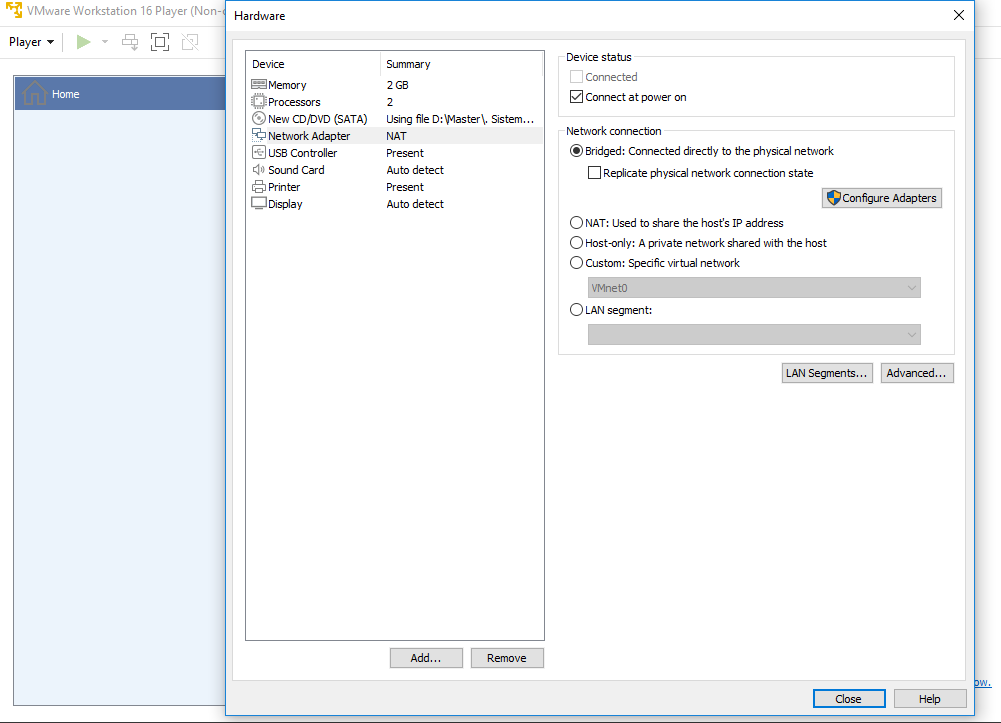 VMware Workstation 16 Player (Non-c
Hardware
Player
Home
Device Summary
Memory 2 GB
Processors 2
New CD/DVD (SATA) Using file D:\Master\. Sistem...
Network Adapter NAT
USB Controller Present
Sound Card Auto detect
Printer Present
Display Auto detect
Add...
Remove
Device status
Connected
Connect at power on
Network connection
Bridged: Connected directly to the physical network
Replicate physical network connection state
Configure Adapters
NAT: Used to share the host's IP address
Host-only: A private network shared with the host
Custom: Specific virtual network
VMnet0
LAN segment:
LAN Segments...
Advanced...
ow.
Close
Help